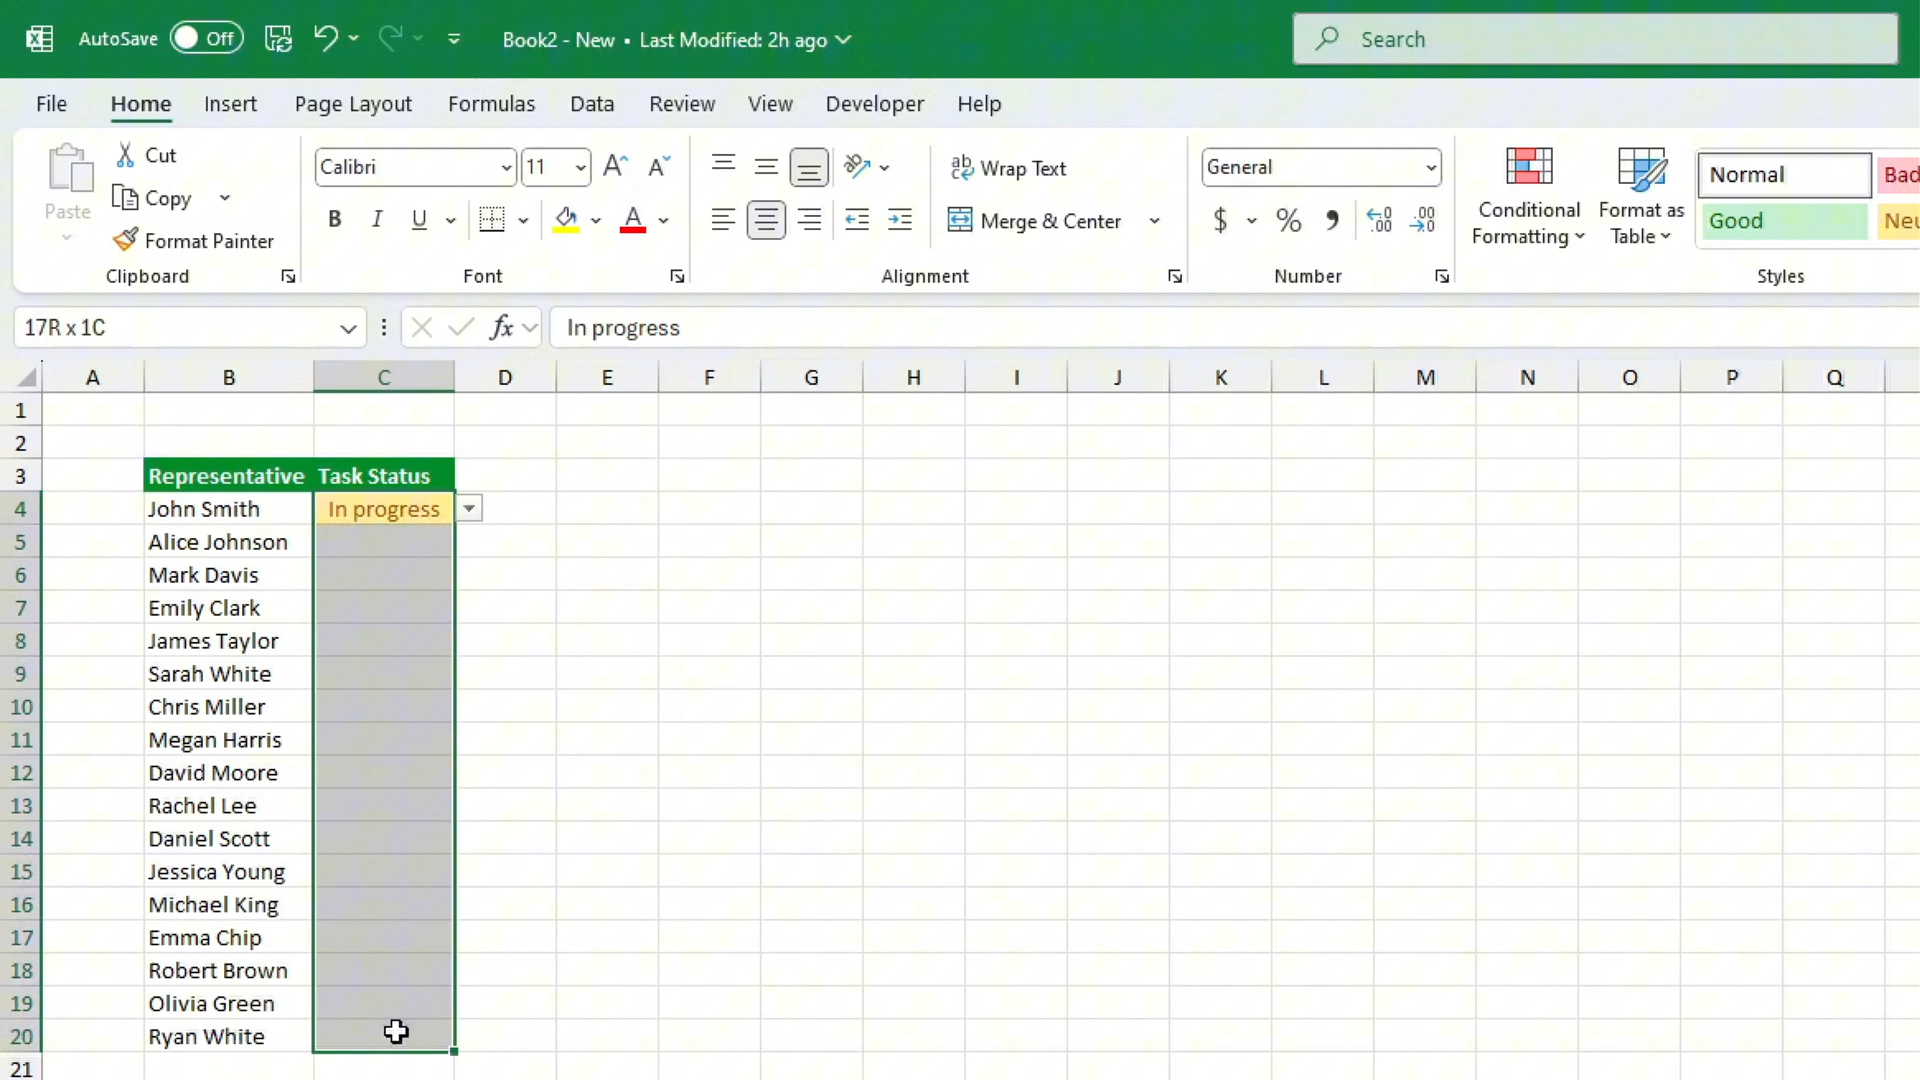 AutoSave Off Book2 - New • Last Modified: 2h ago Search
File Home Insert Page Layout Formulas Data Review View Developer Help
Paste
Cut
Copy
Format Painter
Clipboard
Calibri 11
B I U A
Font
Wrap Text
Merge & Center
Alignment
General
$ % 9
Number
Conditional Formatting
Format as Table
Normal Bad
Good Neu
Styles
17R x 1C fx In progress
A B C D E F G H I J K L M N O P Q
1
2
3 Representative Task Status
4 John Smith In progress
5 Alice Johnson
6 Mark Davis
7 Emily Clark
8 James Taylor
9 Sarah White
10 Chris Miller
11 Megan Harris
12 David Moore
13 Rachel Lee
14 Daniel Scott
15 Jessica Young
16 Michael King
17 Emma Chip
18 Robert Brown
19 Olivia Green
20 Ryan White
21